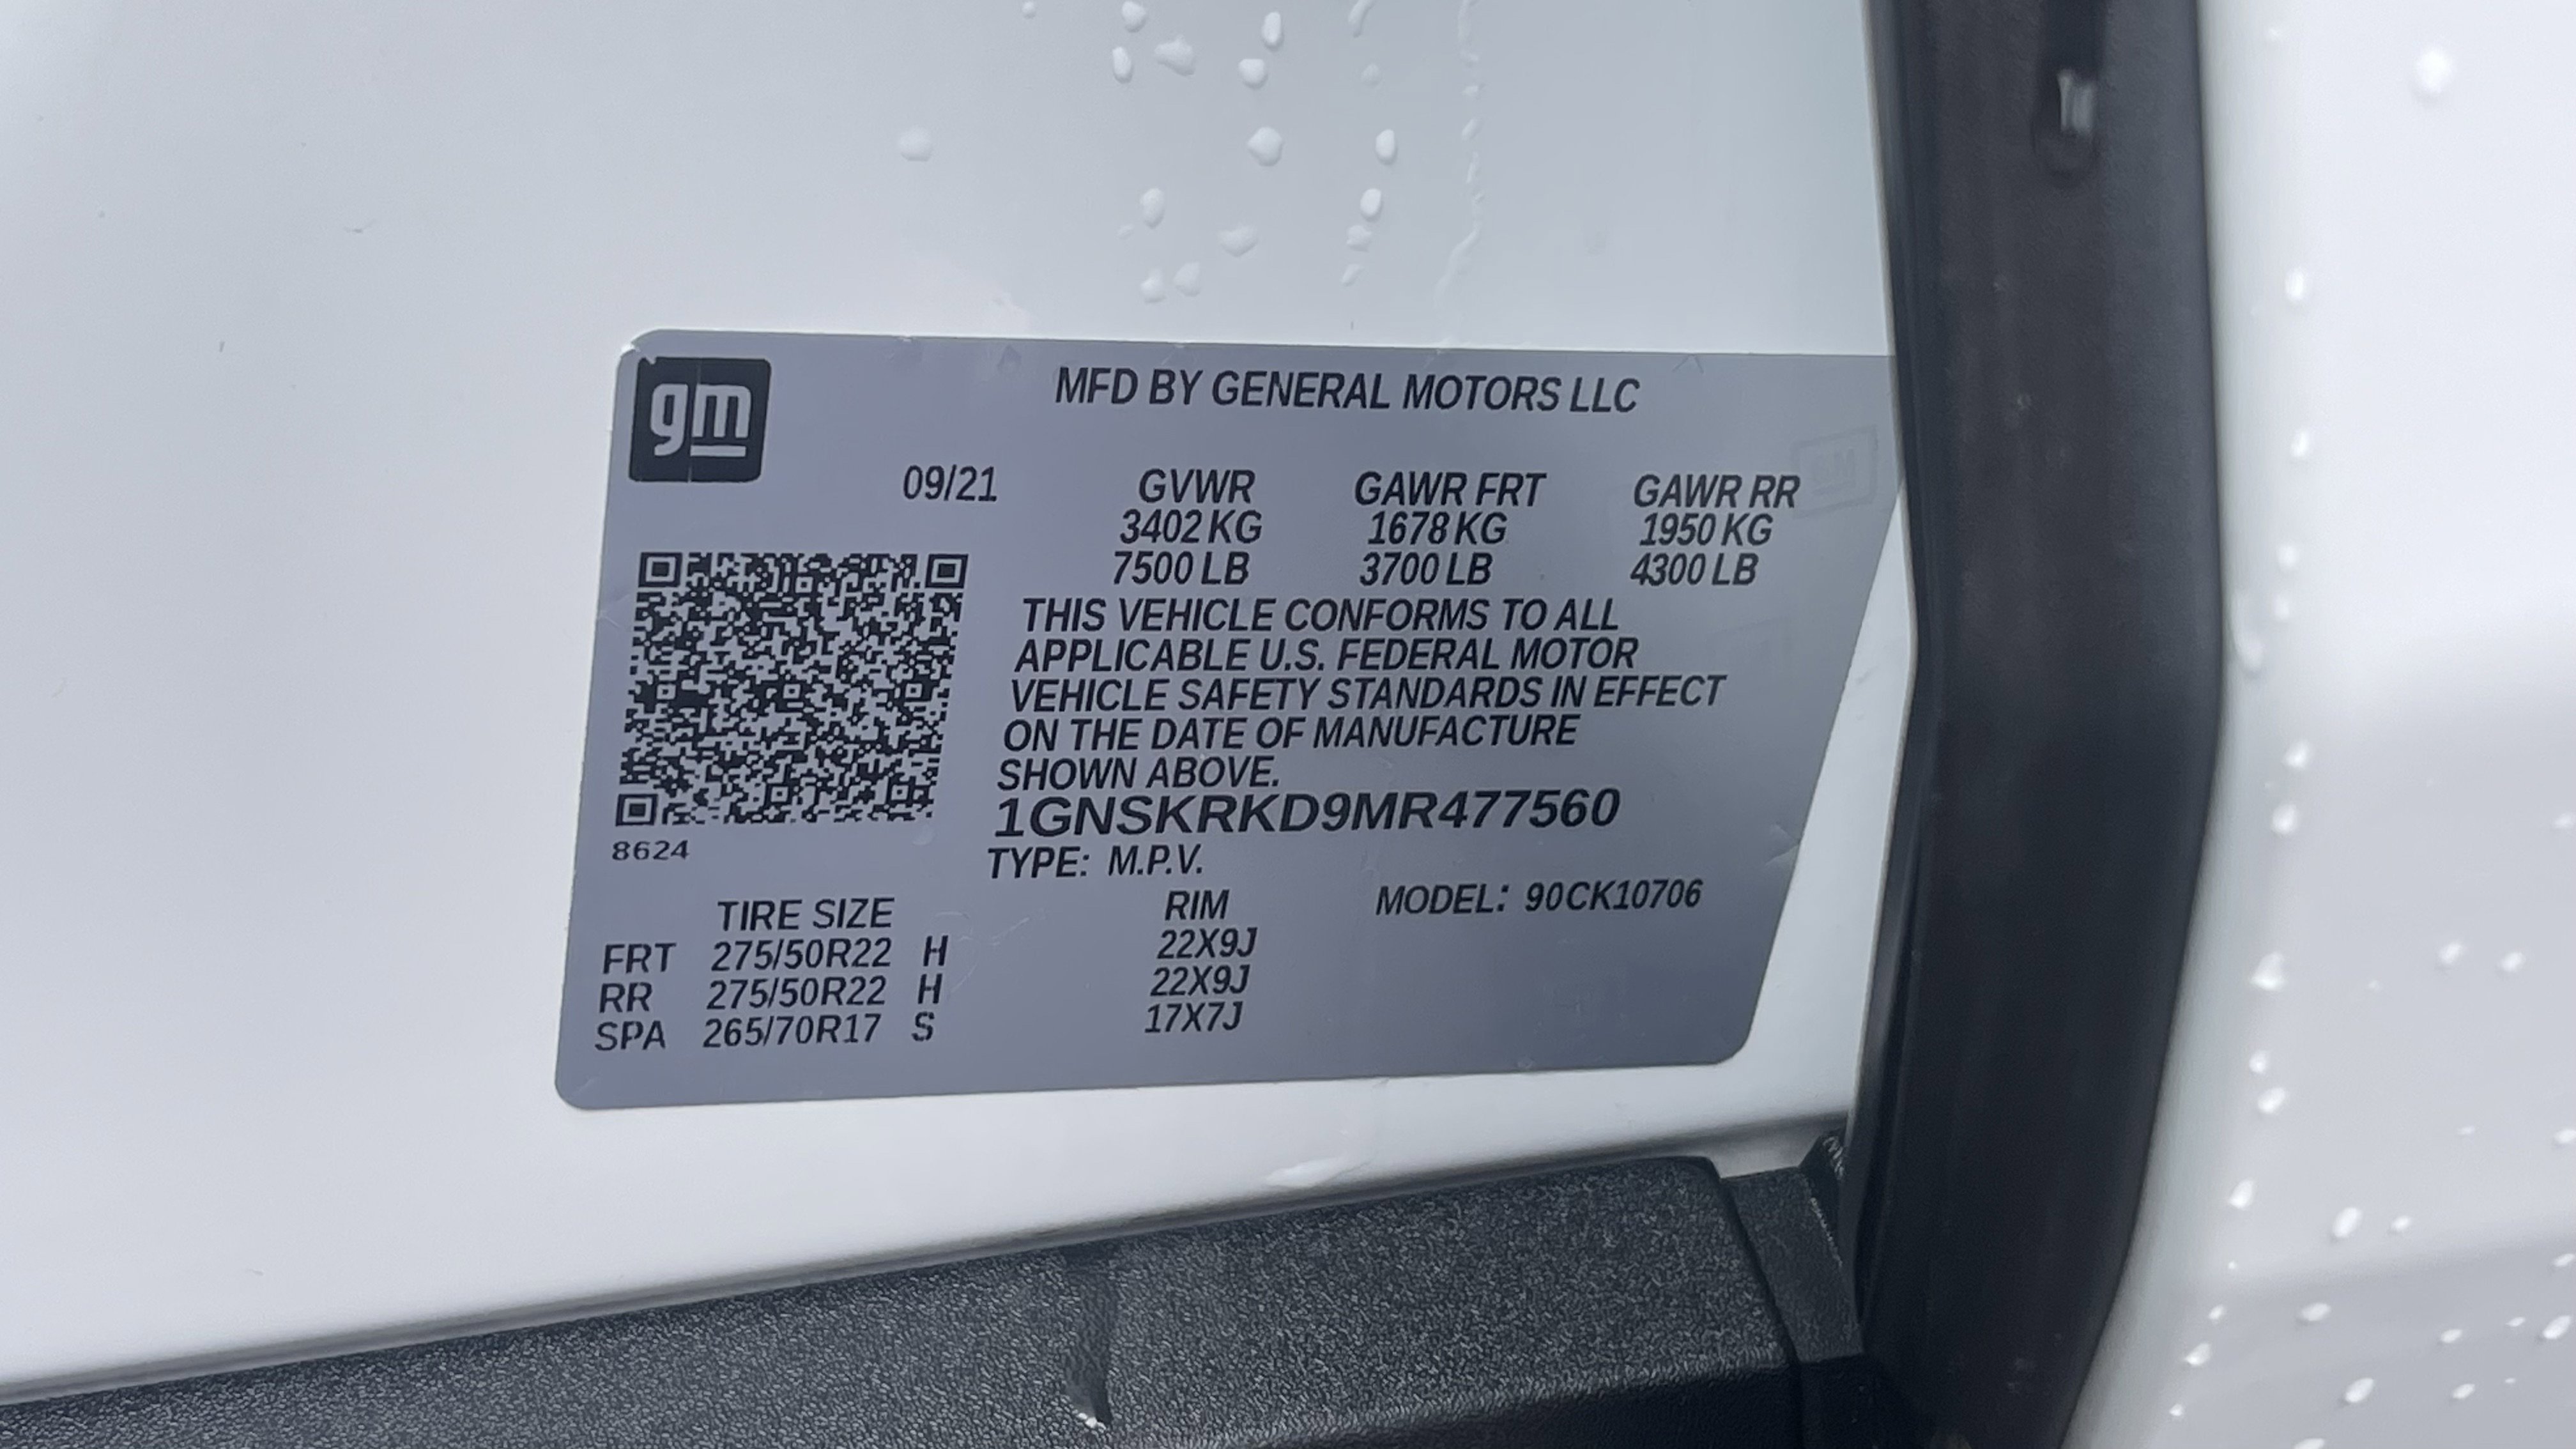 gm
MFD BY GENERAL MOTORS LLC
09/21 GVWR GAWR FRT GAWR RR
3402 KG 1678 KG 1950 KG
7500 LB 3700 LB 4300 LB
THIS VEHICLE CONFORMS TO ALL
APPLICABLE U.S. FEDERAL MOTOR
VEHICLE SAFETY STANDARDS IN EFFECT
ON THE DATE OF MANUFACTURE
SHOWN ABOVE.
1GNSKRKD9MR477560
8624
TYPE: M.P.V.
TIRE SIZE RIM MODEL: 90CK10706
FRT 275/50R22 H 22X9J
RR 275/50R22 H 22X9J
SPA 265/70R17 S 17X7J